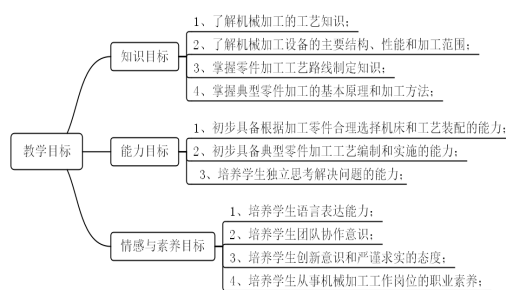 教学目标
知识目标
1、了解机械加工的工艺知识；
2、了解机械加工设备的主要结构、性能和加工范围；
3、掌握零件加工工艺路线制定知识；
4、掌握典型零件加工的基本原理和加工方法；
能力目标
1、初步具备根据加工零件合理选择机床和工艺装配的能力；
2、初步具备典型零件加工工艺编制和实施的能力；
3、培养学生独立思考解决问题的能力；
情感与素养目标
1、培养学生语言表达能力；
2、培养学生团队协作意识；
3、培养学生创新意识和严谨求实的态度；
4、培养学生从事机械加工工作岗位的职业素养；